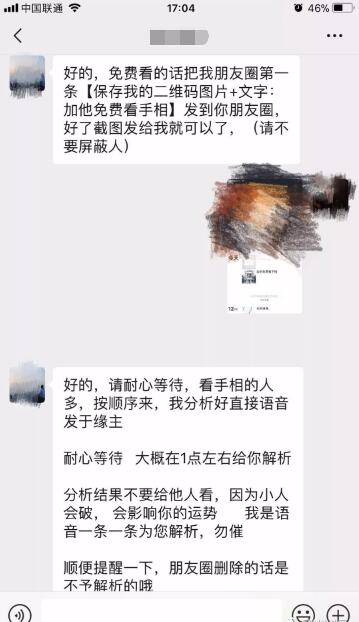 中国联通
17:04
46%
好的，免费看的话把我朋友圈第一
条【保存我的二维码图片+文字：
加他免费看手相】发到你朋友圈，
好了截图发给我就可以了，（请不
要屏蔽人）
好的，请耐心等待，看手相的人
多，按顺序来，我分析好直接语音
发于缘主
耐心等待 大概在1点左右给你解析
分析结果不要给他人看，因为小人
会破， 会影响你的运势 我是语
音一条一条为您解析，勿催
顺便提醒一下，朋友圈删除的话是
不予解析的哦